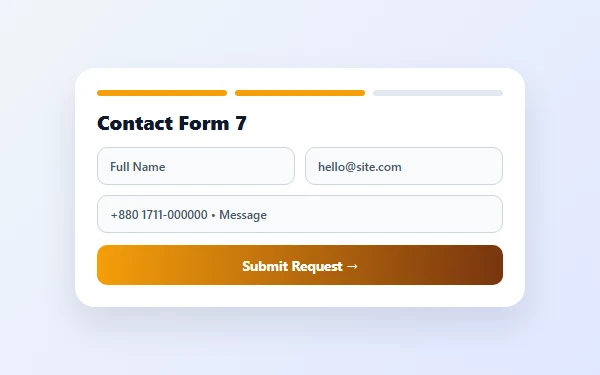 Contact Form 7
Full Name
hello@site.com
+880 1711-000000 • Message
Submit Request →